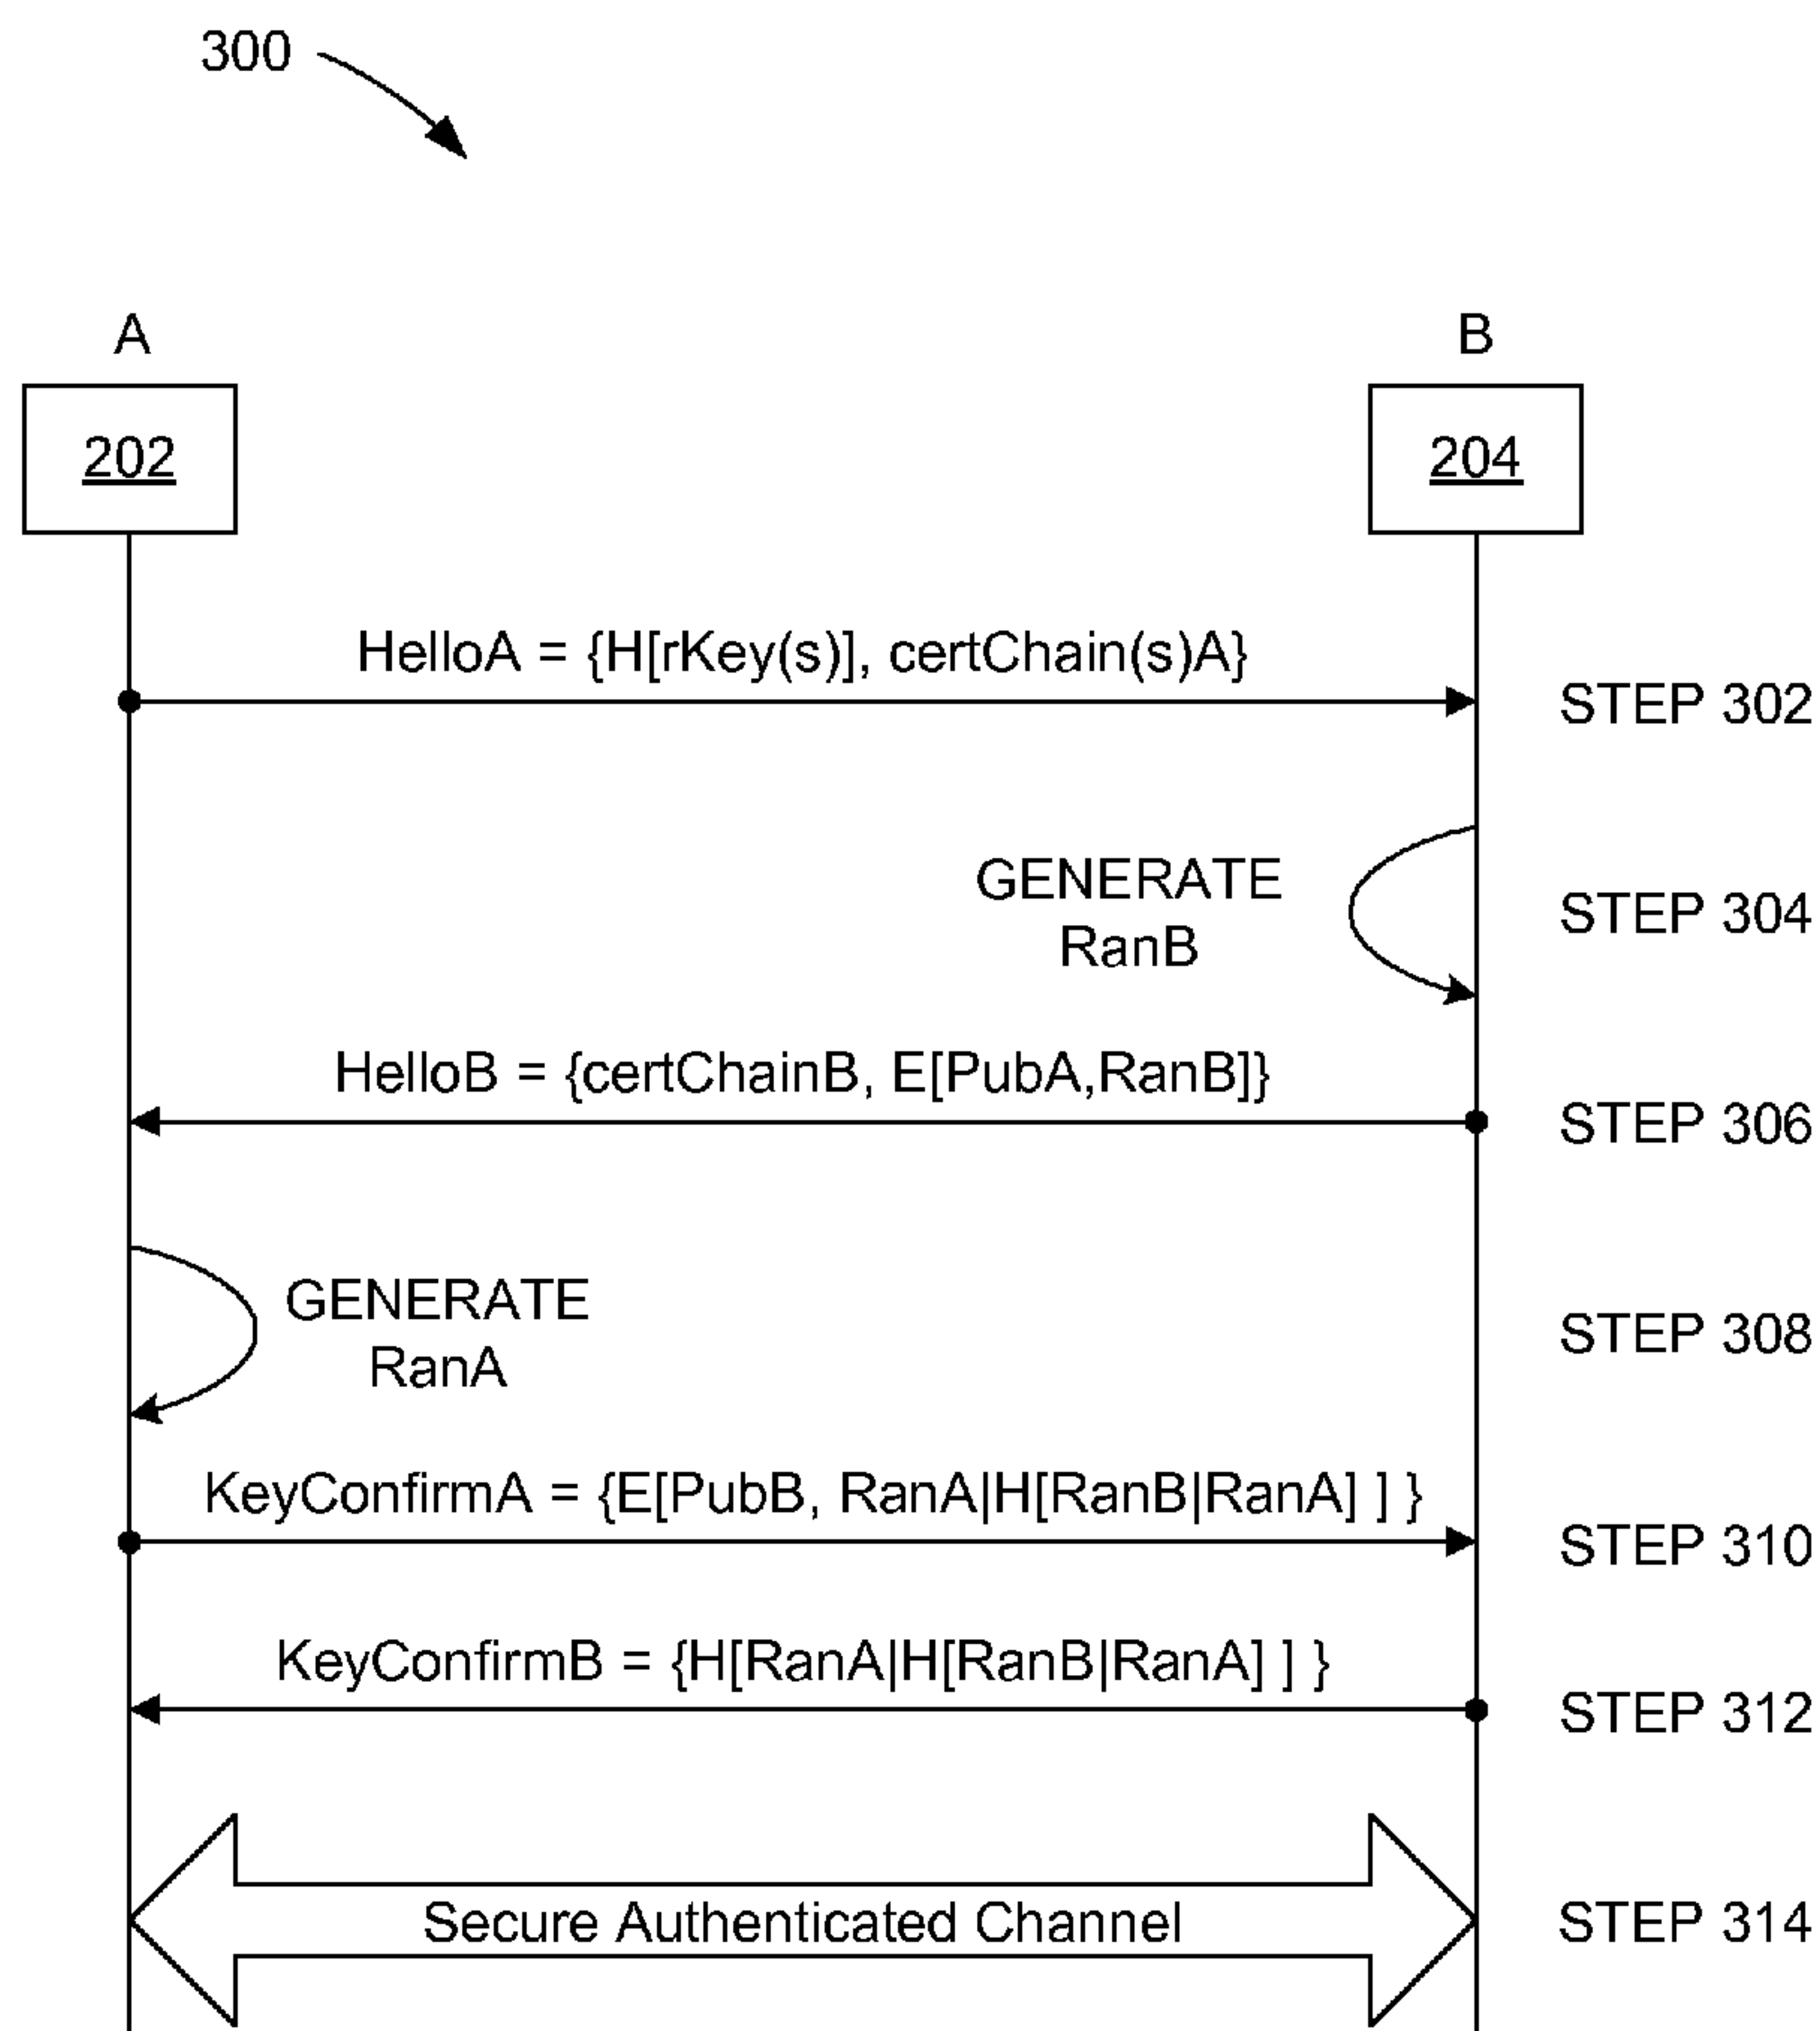 300
A
B
202
204
HelloA = {H[rKey(s)], certChain(s)A}
STEP 302
GENERATE
RanB
STEP 304
HelloB = {certChainB, E[PubA,RanB]}
STEP 306
GENERATE
RanA
STEP 308
KeyConfirmA = {E[PubB, RanA|H[RanB|RanA] ] }
STEP 310
KeyConfirmB = {H[RanA|H[RanB|RanA] ] }
STEP 312
Secure Authenticated Channel
STEP 314